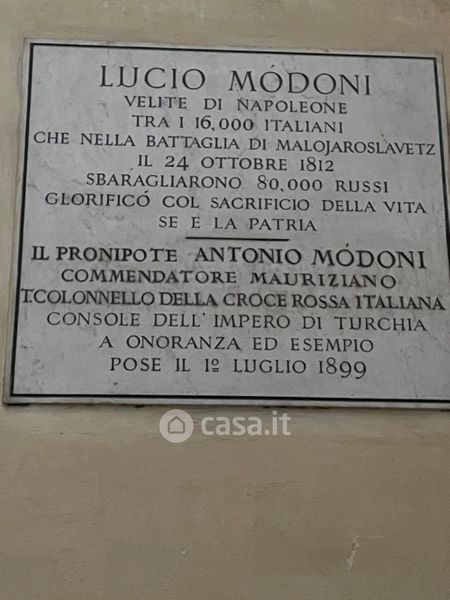 LUCIO MÓDONI
VELITE DI NAPOLEONE
TRA I 16,000 ITALIANI
CHE NELLA BATTAGLIA DI MALOJAROSLAVETZ
IL 24 OTTOBRE 1812
SBARAGLIARONO 80,000 RUSSI
GLORIFICÓ COL SACRIFICIO DELLA VITA
SE E LA PATRIA
IL PRONIPOTE ANTONIO MÓDONI
COMMENDATORE MAURIZIANO
T.COLONNELLO DELLA CROCE ROSSA ITALIANA
CONSOLE DELL' IMPERO DI TURCHIA
A ONORANZA ED ESEMPIO
POSE IL 1º LUGLIO 1899
casa.it